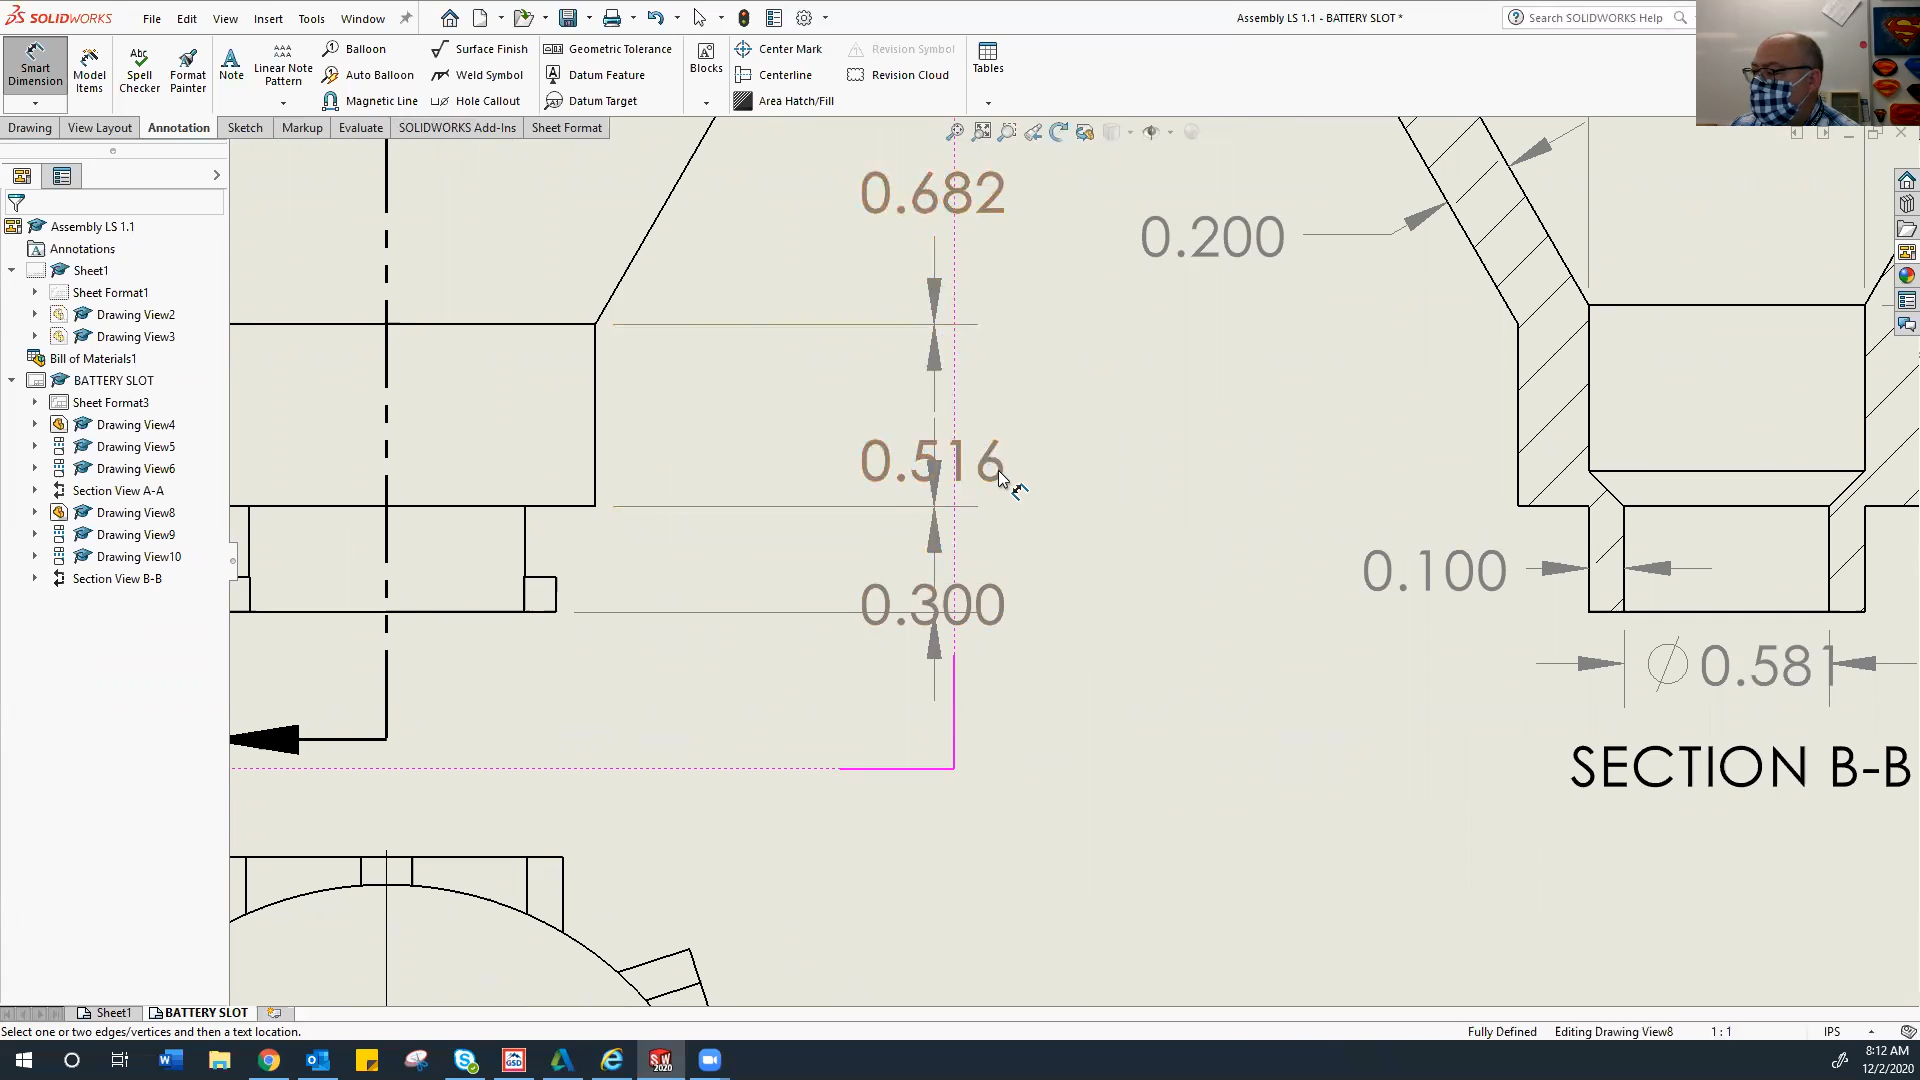 SOLIDWORKS File Edit View Insert Tools Window Assembly LS 1.1 - BATTERY SLOT * Search SOLIDWORKS Help
Smart Dimension
Model Items
Abc
Spell Checker
Format Painter
A
Note
AAA
AAA
Linear Note Pattern
Balloon
Auto Balloon
Magnetic Line
Surface Finish
Weld Symbol
Hole Callout
Geometric Tolerance
Datum Feature
Datum Target
Blocks
Center Mark
Centerline
Area Hatch/Fill
Revision Symbol
Revision Cloud
Tables
Drawing View Layout Annotation Sketch Markup Evaluate SOLIDWORKS Add-Ins Sheet Format
Assembly LS 1.1
Annotations
Sheet1
Sheet Format1
Drawing View2
Drawing View3
Bill of Materials1
BATTERY SLOT
Sheet Format3
Drawing View4
Drawing View5
Drawing View6
Section View A-A
Drawing View8
Drawing View9
Drawing View10
Section View B-B
0.682
0.200
0.516
0.100
0.300
0.581
SECTION B-B
Sheet1 BATTERY SLOT
Select one or two edges/vertices and then a text location. Fully Defined Editing Drawing View8 1 : 1 IPS
8:12 AM
12/2/2020